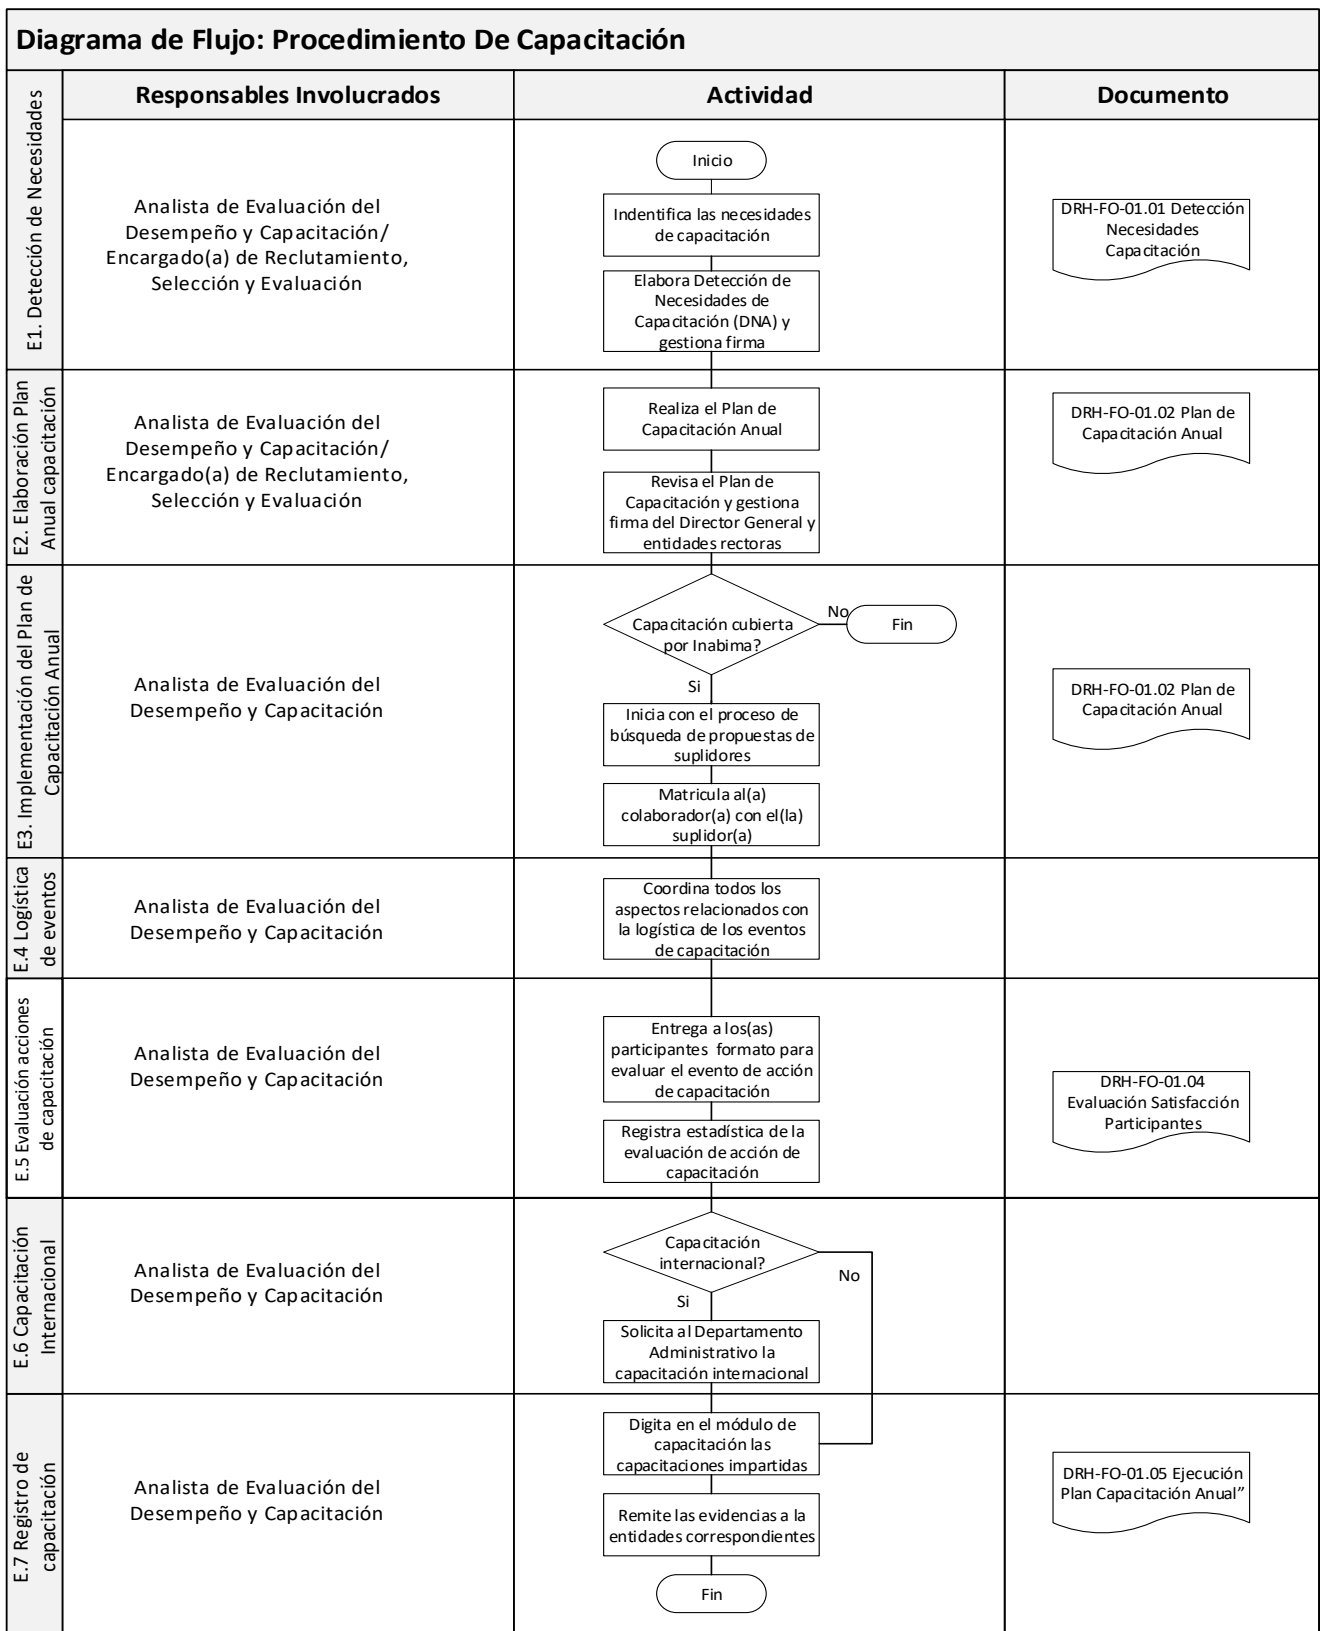 Diagrama de Flujo: Procedimiento De Capacitación
Responsables Involucrados
Actividad
Documento
E1. Detección de Necesidades
Analista de Evaluación del
Desempeño y Capacitación/
Encargado(a) de Reclutamiento,
Selección y Evaluación
Inicio
Indentifica las necesidades
de capacitación
Elabora Detección de
Necesidades de
Capacitación (DNA) y
gestiona firma
DRH-FO-01.01 Detección
Necesidades
Capacitación
E2. Elaboración Plan
Anual capacitación
Analista de Evaluación del
Desempeño y Capacitación/
Encargado(a) de Reclutamiento,
Selección y Evaluación
Realiza el Plan de
Capacitación Anual
Revisa el Plan de
Capacitación y gestiona
firma del Director General y
entidades rectoras
DRH-FO-01.02 Plan de
Capacitación Anual
E3. Implementación del Plan de
Capacitación Anual
Analista de Evaluación del
Desempeño y Capacitación
Capacitación cubierta
por Inabima?
No
Fin
Si
Inicia con el proceso de
búsqueda de propuestas de
suplidores
Matricula al(a)
colaborador(a) con el(la)
suplidor(a)
DRH-FO-01.02 Plan de
Capacitación Anual
E.4 Logística
de eventos
Analista de Evaluación del
Desempeño y Capacitación
Coordina todos los
aspectos relacionados con
la logística de los eventos
de capacitación
E.5 Evaluación acciones
de capacitación
Analista de Evaluación del
Desempeño y Capacitación
Entrega a los(as)
participantes formato para
evaluar el evento de acción
de capacitación
Registra estadística de la
evaluación de acción de
capacitación
DRH-FO-01.04
Evaluación Satisfacción
Participantes
E.6 Capacitación
Internacional
Analista de Evaluación del
Desempeño y Capacitación
Capacitación
internacional?
No
Si
Solicita al Departamento
Administrativo la
capacitación internacional
E.7 Registro de
capacitación
Analista de Evaluación del
Desempeño y Capacitación
Digita en el módulo de
capacitación las
capacitaciones impartidas
Remite las evidencias a la
entidades correspondientes
Fin
DRH-FO-01.05 Ejecución
Plan Capacitación Anual”